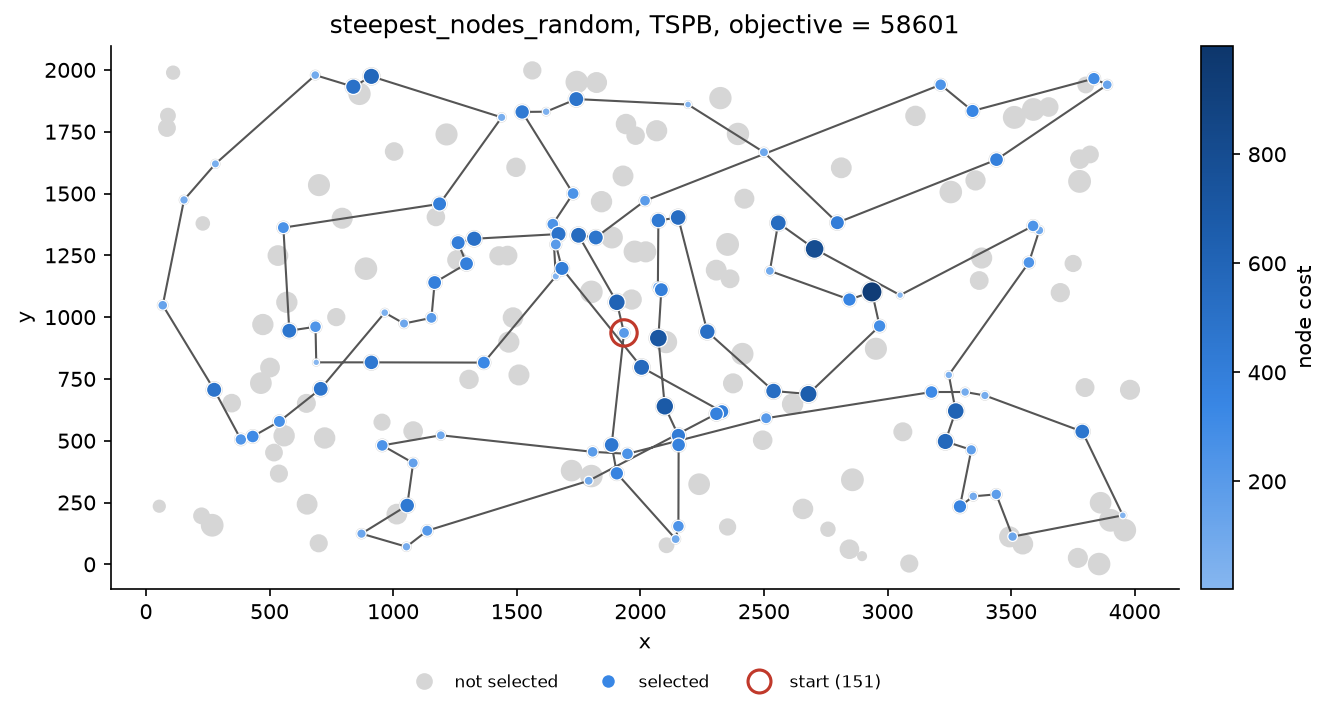 steepest_nodes_random, TSPB, objective = 58601
2000
1750
1500
1250
1000
750
500
250
0
y
0 500 1000 1500 2000 2500 3000 3500 4000
x
800
600
400
200
node cost
not selected selected start (151)